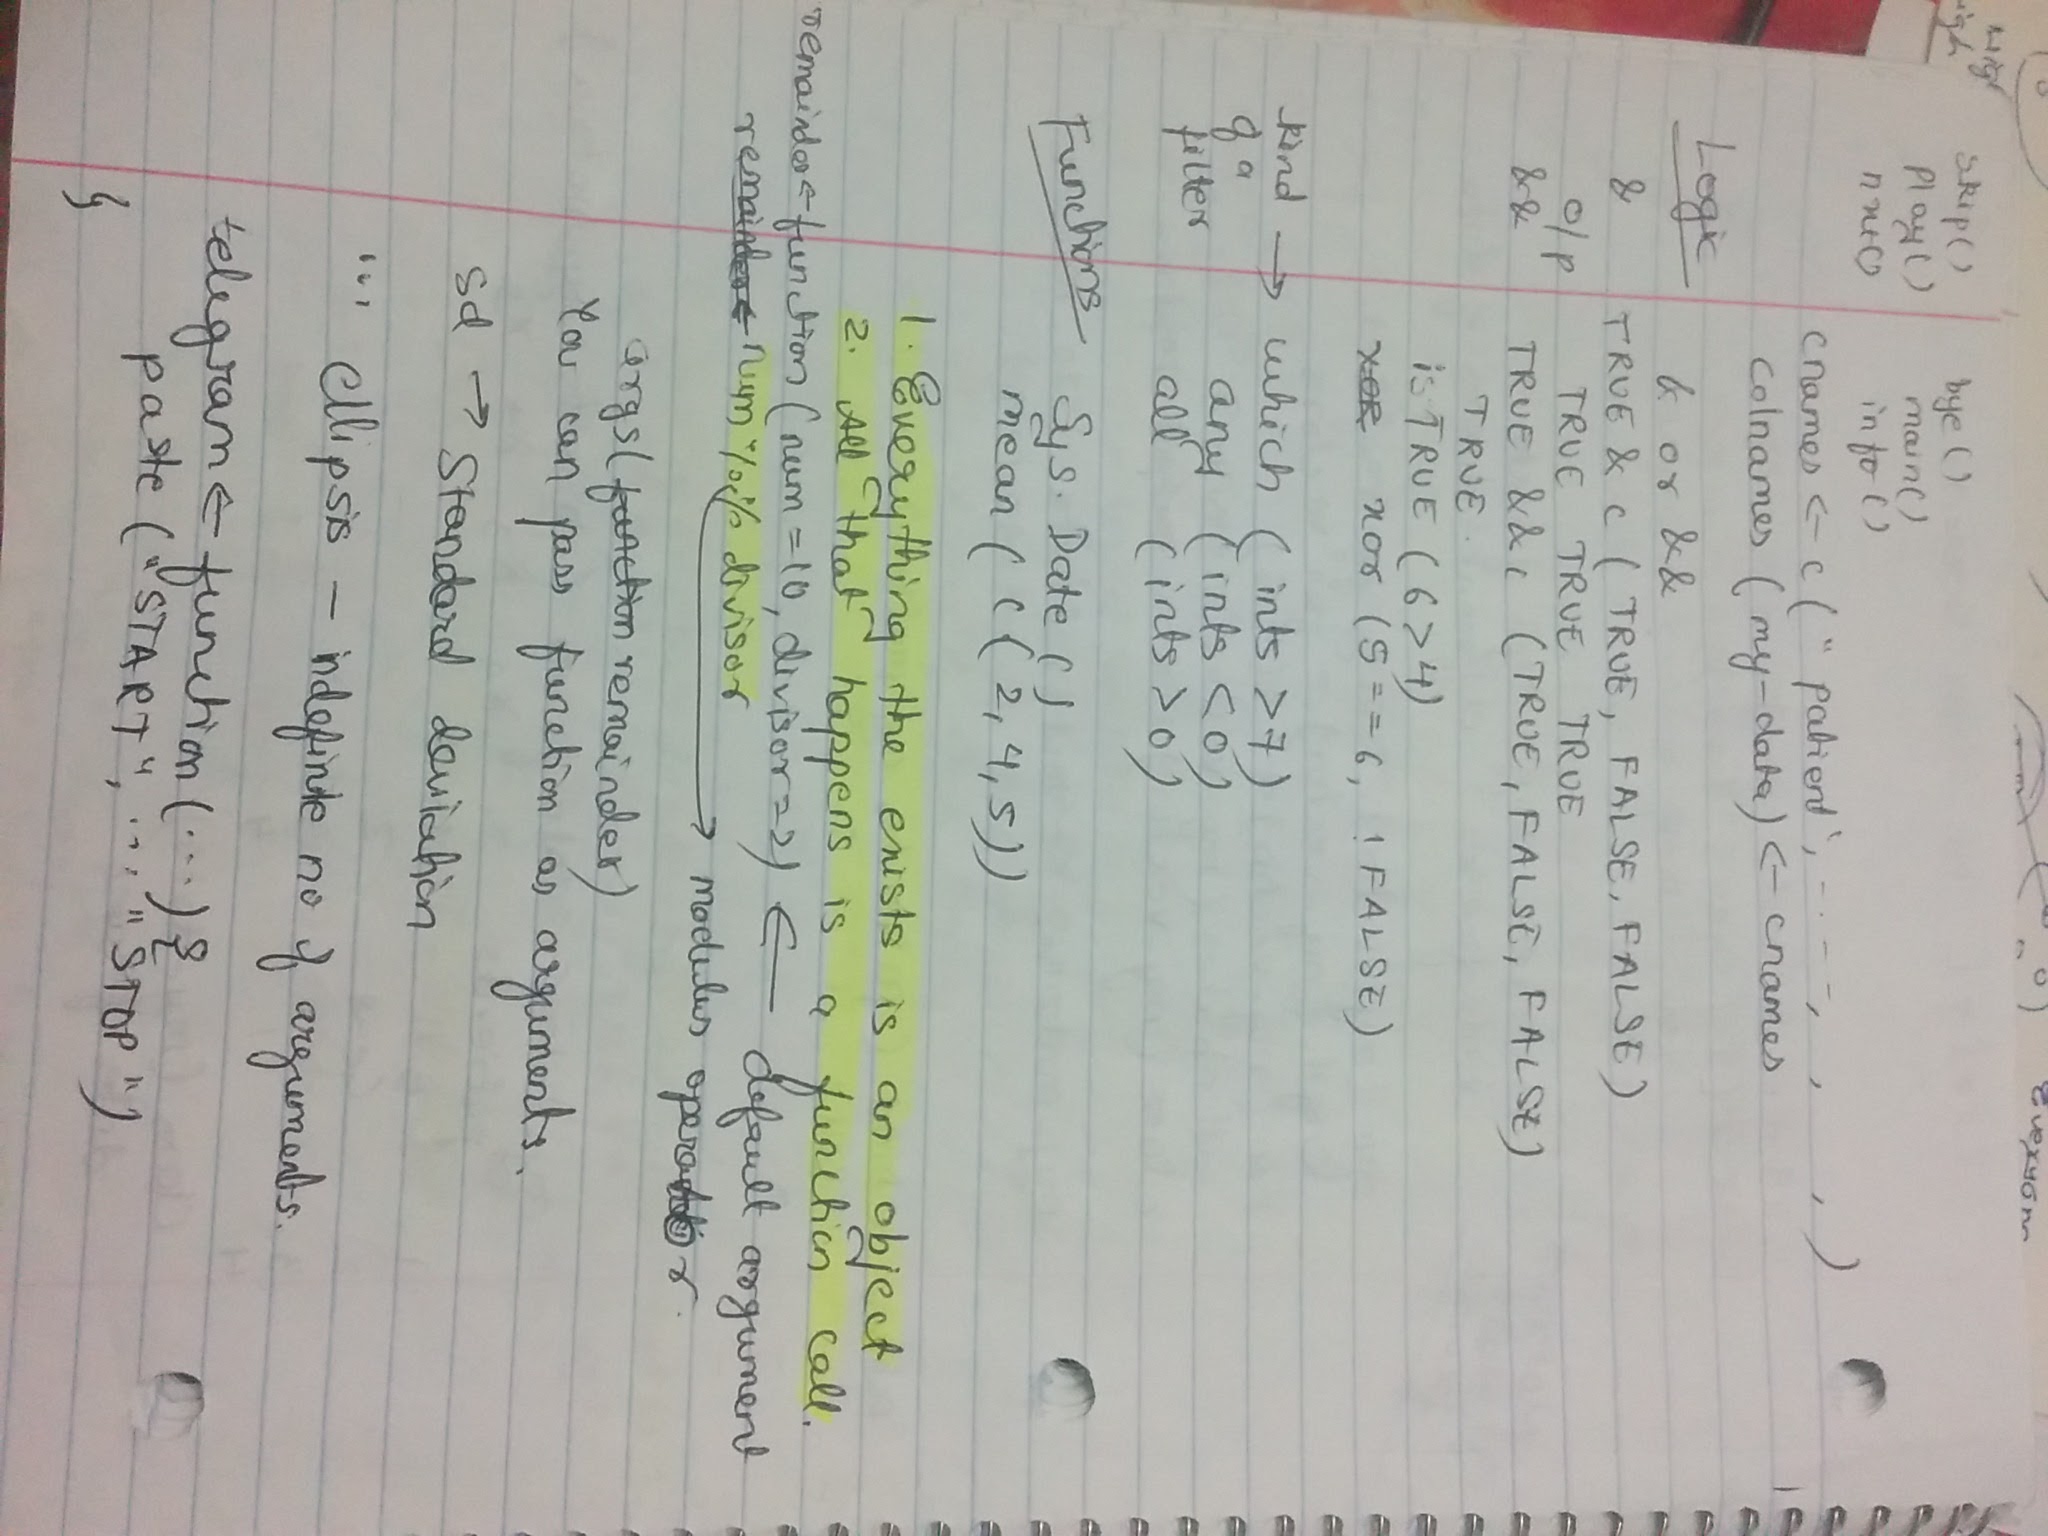 skip() bye()
play() main()
nxt() info()
cnames <- c("patient", - - -, , , )
colnames(my-data) <- cnames
Logic
& or &&
& TRUE & c(TRUE, FALSE, FALSE)
o/p TRUE TRUE TRUE TRUE
&& TRUE && c(TRUE, FALSE, FALSE)
TRUE.
isTRUE(6>4)
xor(5==6, !FALSE)
kind of a filter → which (ints >7)
any (ints <0)
all (ints >0)
Functions Sys.Date()
mean(c(2,4,5))
1. Everything the exists is an object
2. All that happens is a function call.
remainder<-function(num=10, divisor=2) ← default argument
num %% divisor → modulus operator.
args(remainder)
You can pass function as arguments.
sd → Standard deviation
"..." Ellipsis - indefinite no of arguments.
telegram <- function(...){
paste("START", ..., "STOP")
}